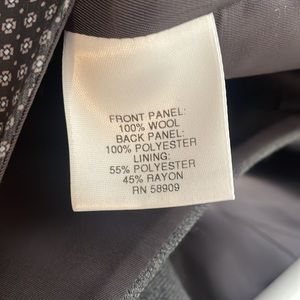 FRONT PANEL:
100% WOOL
BACK PANEL:
100% POLYESTER
LINING:
55% POLYESTER
45% RAYON
RN 58909